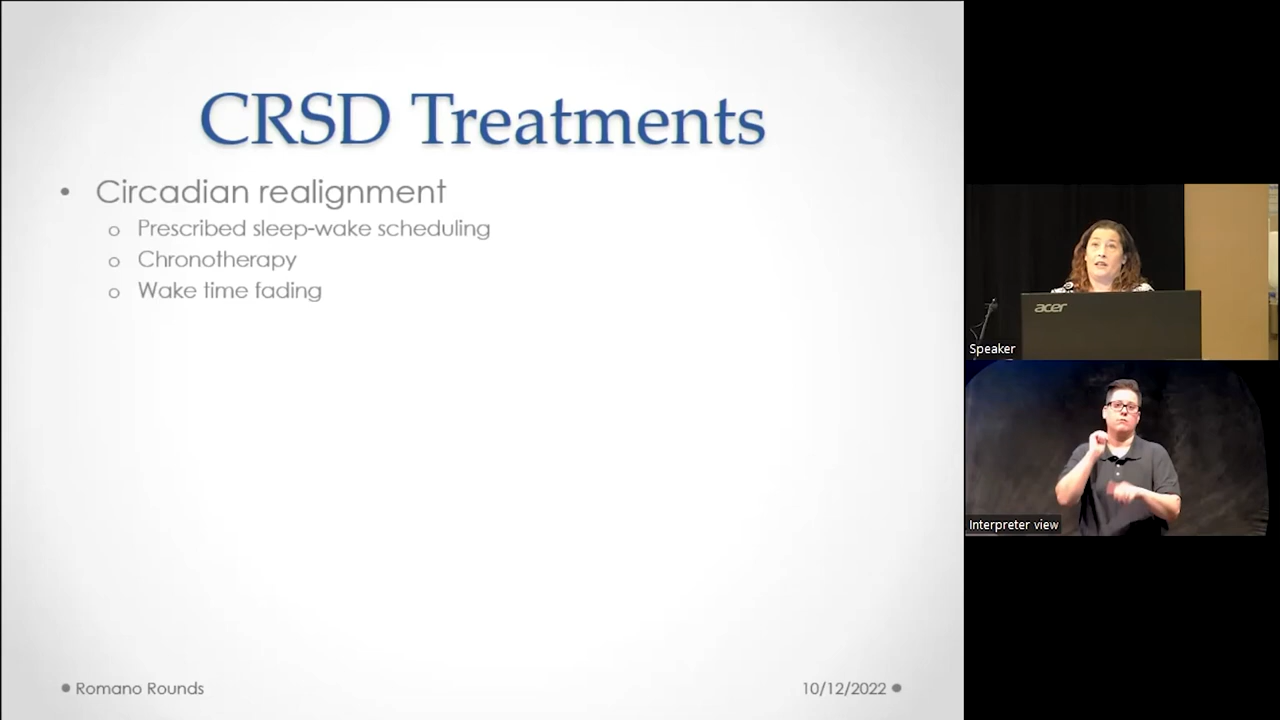 CRSD Treatments
• Circadian realignment
o Prescribed sleep-wake scheduling
o Chronotherapy
o Wake time fading
Romano Rounds
10/12/2022
acer
Speaker
Interpreter view